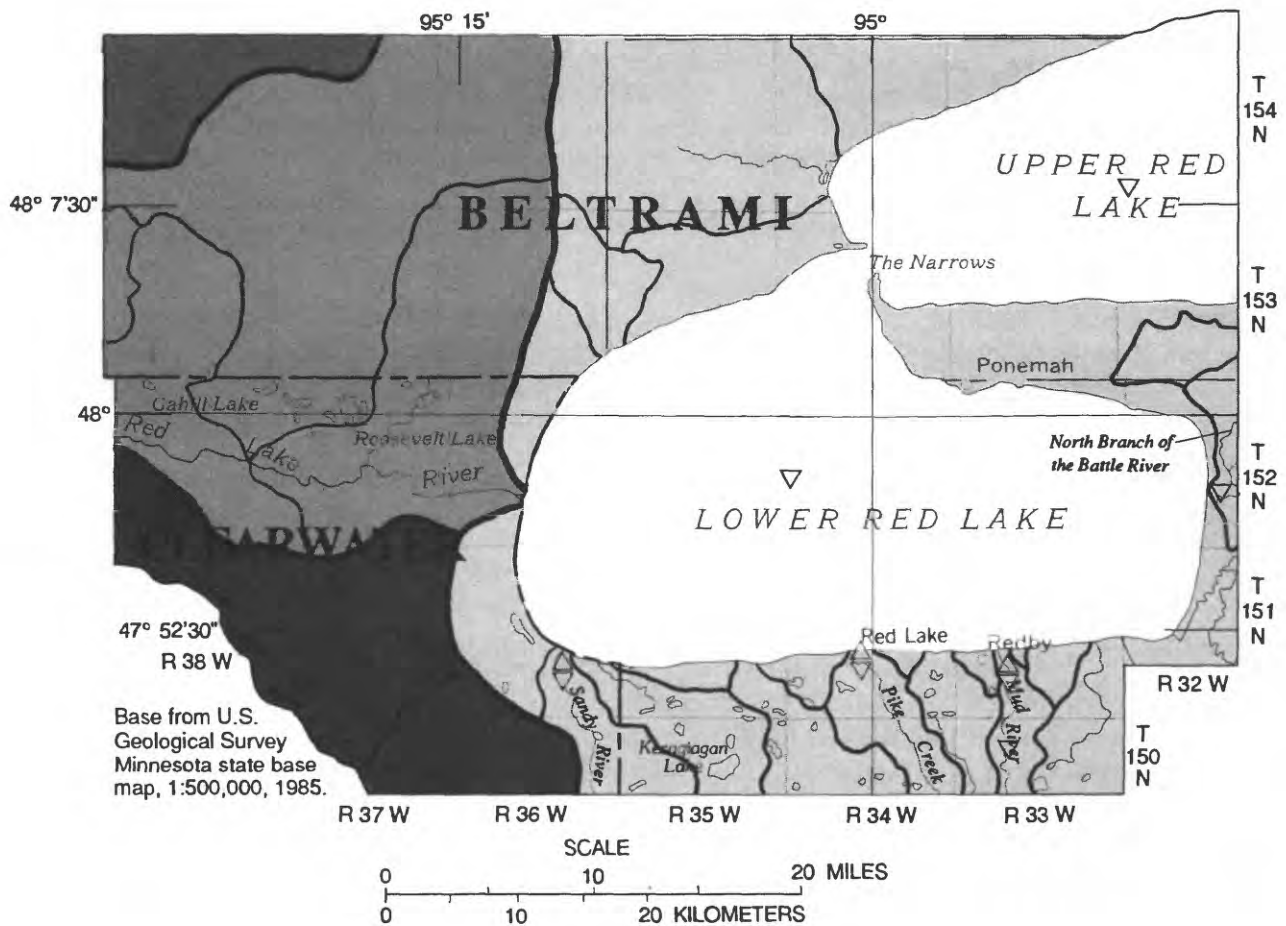 95° 15'
95°
T
154
N
UPPER RED
LAKE
48° 7'30"
BELTRAMI
The Narrows
T
153
N
Ponemah
Cahill Lake
48°
Red
Lake
River
Roosevelt Lake
North Branch of
the Battle River
T
152
N
LOWER RED LAKE
CLEARWATER
T
151
N
47° 52'30"
R 38 W
Red Lake
Redby
R 32 W
Base from U.S.
Geological Survey
Minnesota state base
map, 1:500,000, 1985.
Sandy
River
Lake
Pike
Creek
Mud River
T
150
N
R 37 W
R 36 W
R 35 W
R 34 W
R 33 W
SCALE
0 10 20 MILES
0 10 20 KILOMETERS